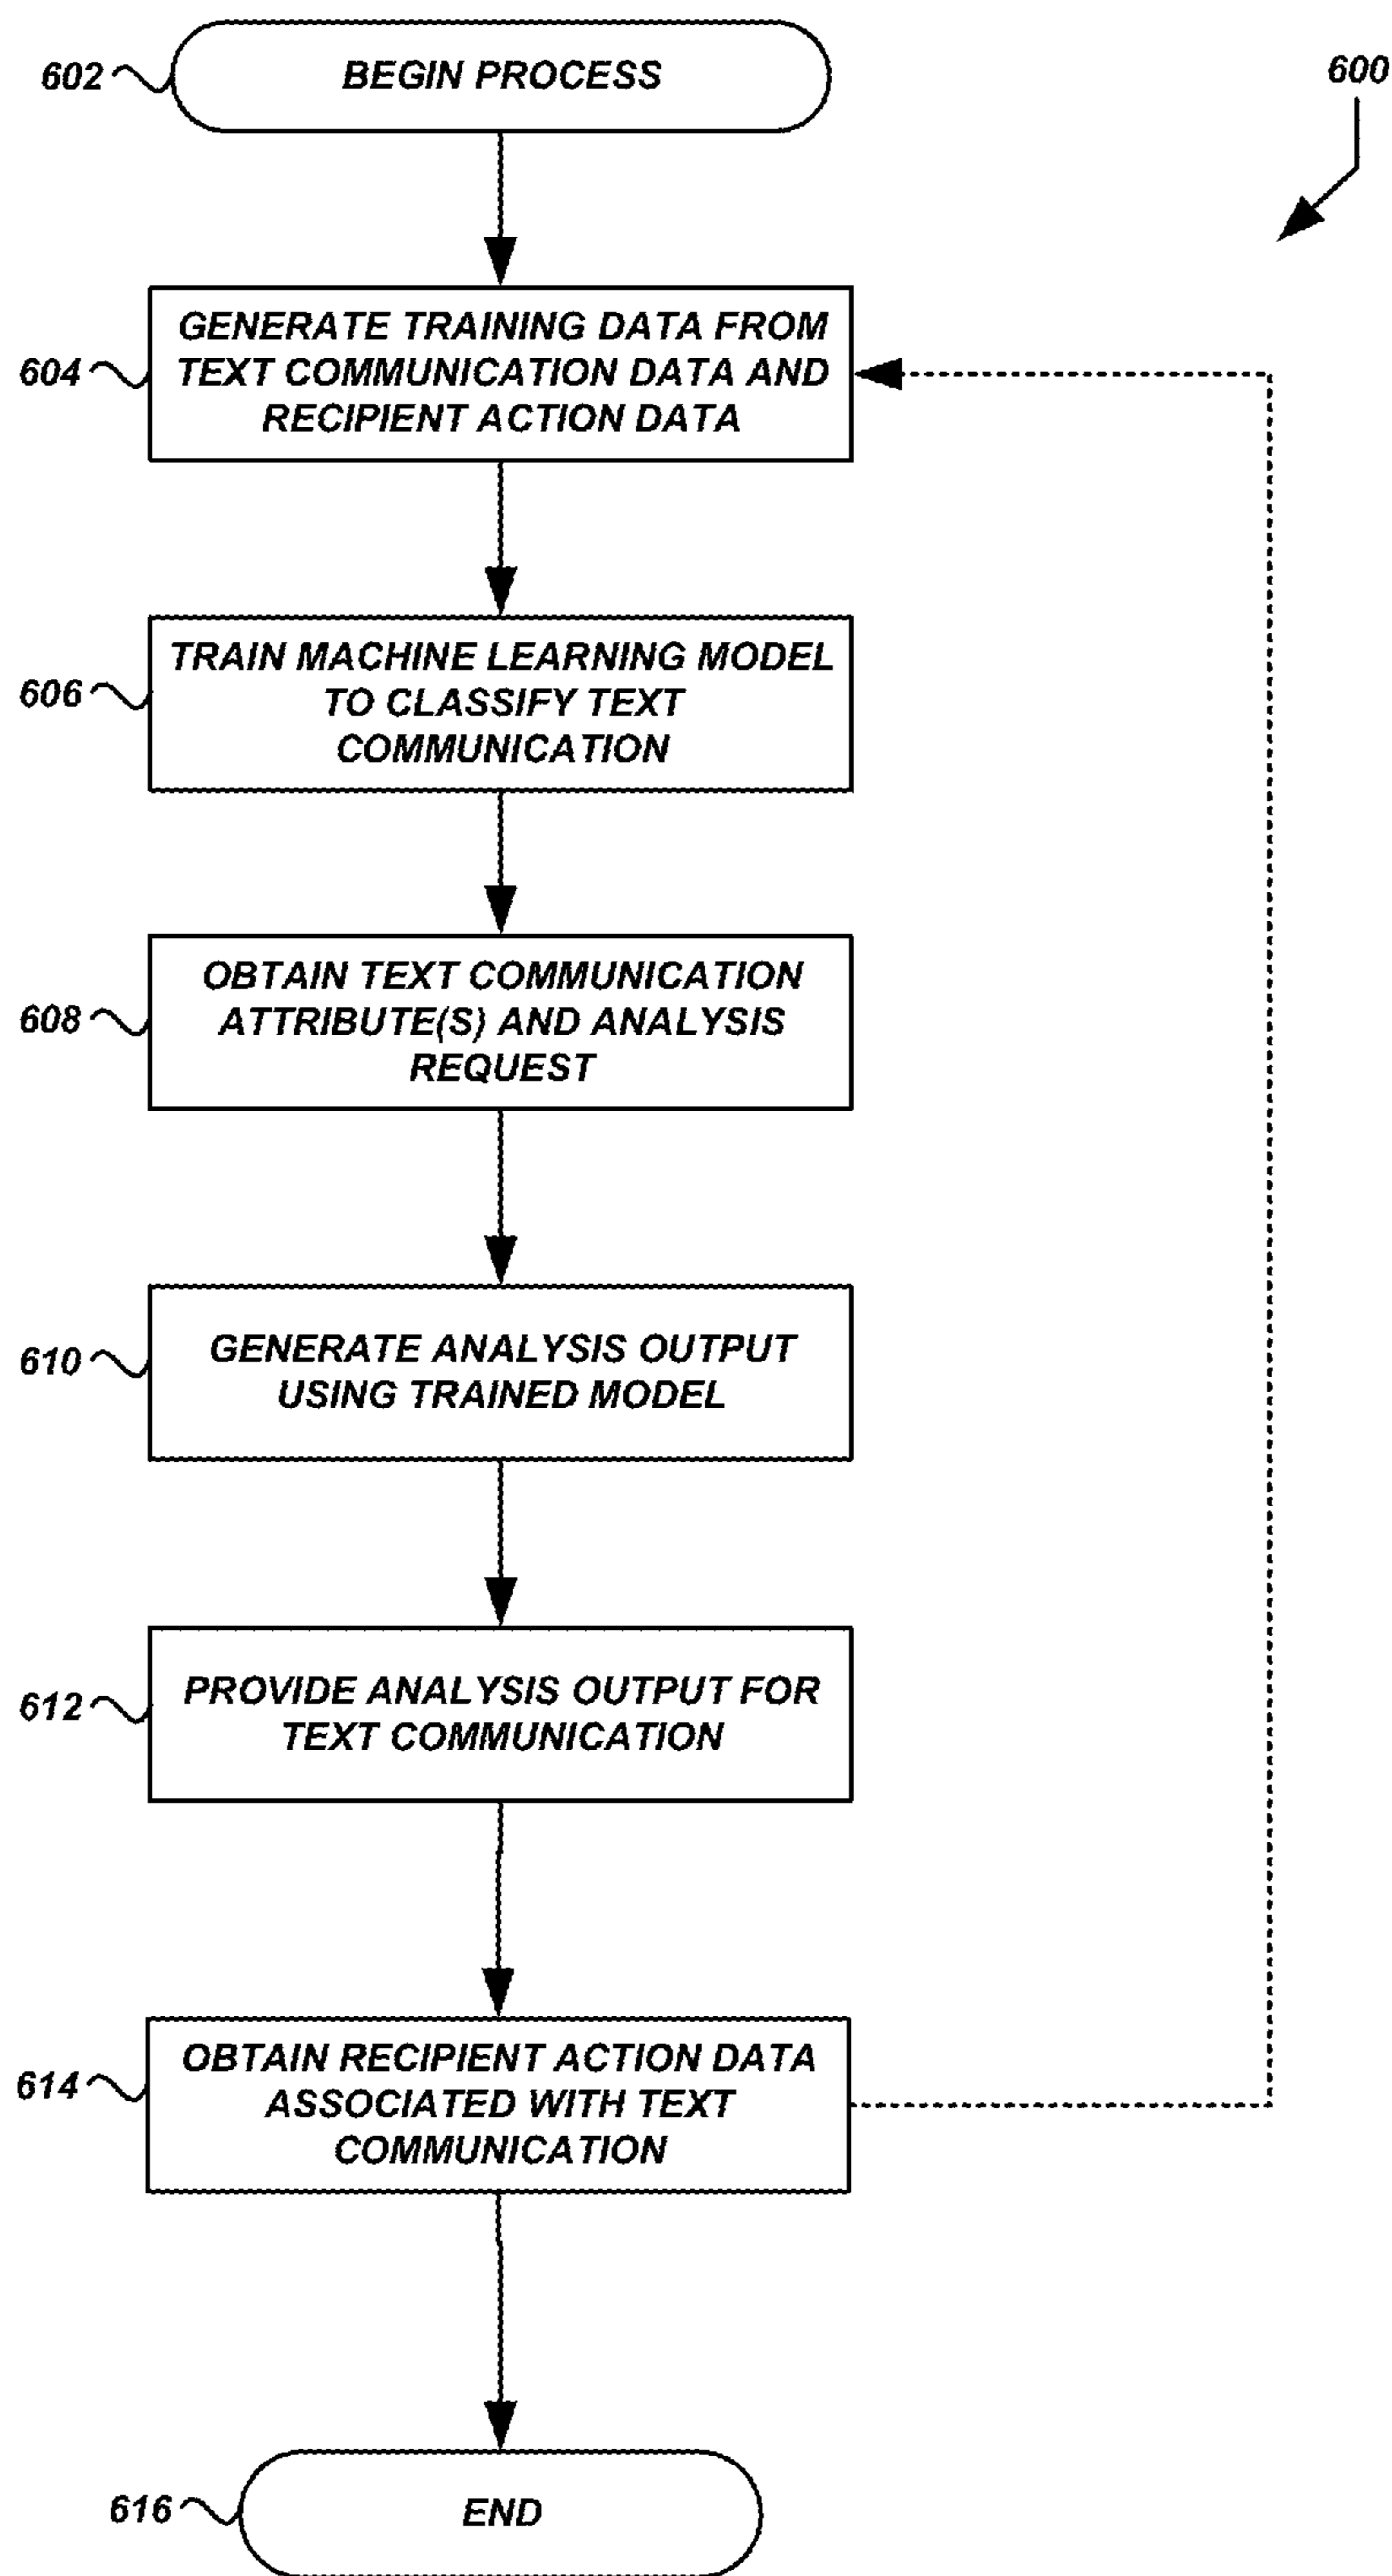 602
BEGIN PROCESS
600
604
GENERATE TRAINING DATA FROM
TEXT COMMUNICATION DATA AND
RECIPIENT ACTION DATA
606
TRAIN MACHINE LEARNING MODEL
TO CLASSIFY TEXT
COMMUNICATION
608
OBTAIN TEXT COMMUNICATION
ATTRIBUTE(S) AND ANALYSIS
REQUEST
610
GENERATE ANALYSIS OUTPUT
USING TRAINED MODEL
612
PROVIDE ANALYSIS OUTPUT FOR
TEXT COMMUNICATION
614
OBTAIN RECIPIENT ACTION DATA
ASSOCIATED WITH TEXT
COMMUNICATION
616
END